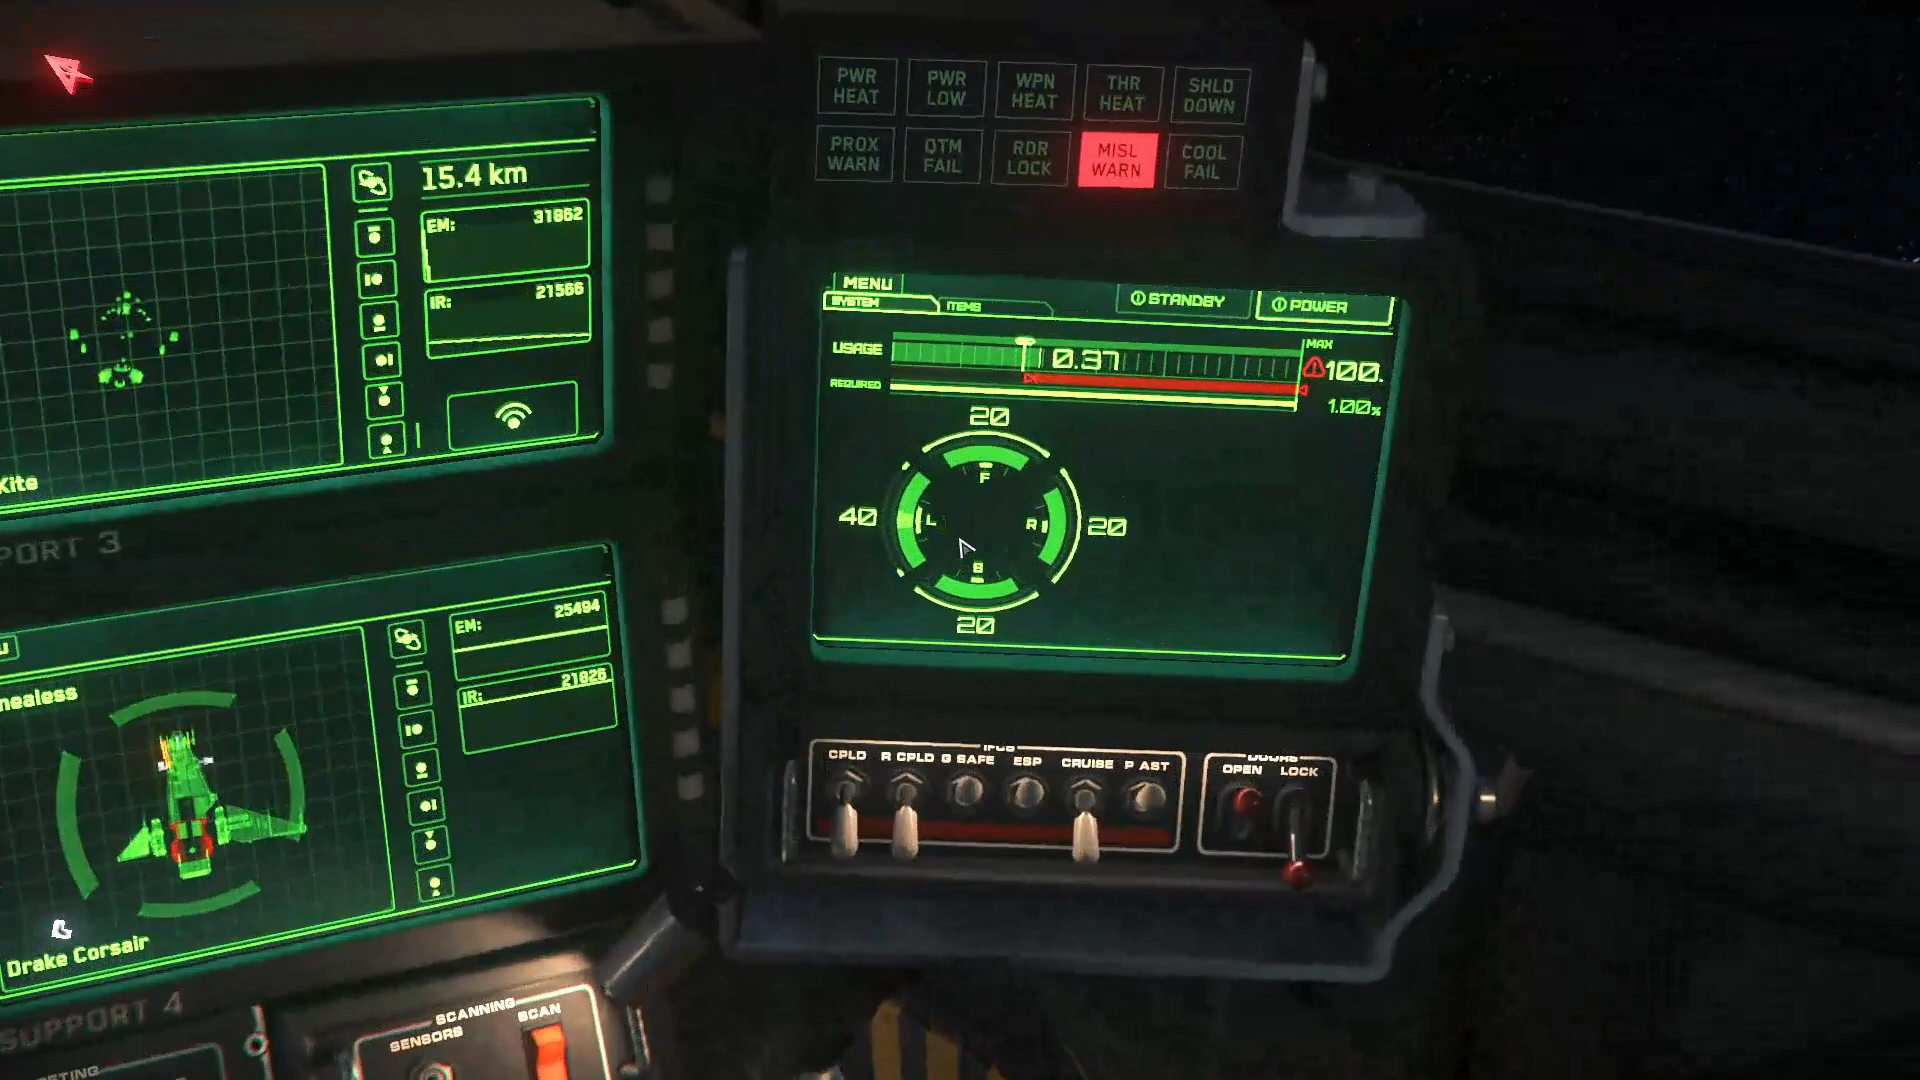 PWR HEAT
PWR LOW
WPN HEAT
THR HEAT
SHLD DOWN
PROX WARN
QTM FAIL
RDR LOCK
MISL WARN
COOL FAIL
15.4 km
EM: 31862
IR: 21566
Kite
PORT 3
EM: 25494
IR: 21826
nealess
Drake Corsair
SUPPORT 4
SCANNING
SENSORS
SCAN
MENU
SYSTEM
ITEMS
STANDBY
POWER
USAGE
0.37
MAX
100.
REQUIRED
1.00%
20
F
40
L
R
20
B
20
CPLD
R CPLD
G SAFE
ESP
CRUISE
P AST
DOORS
OPEN
LOCK